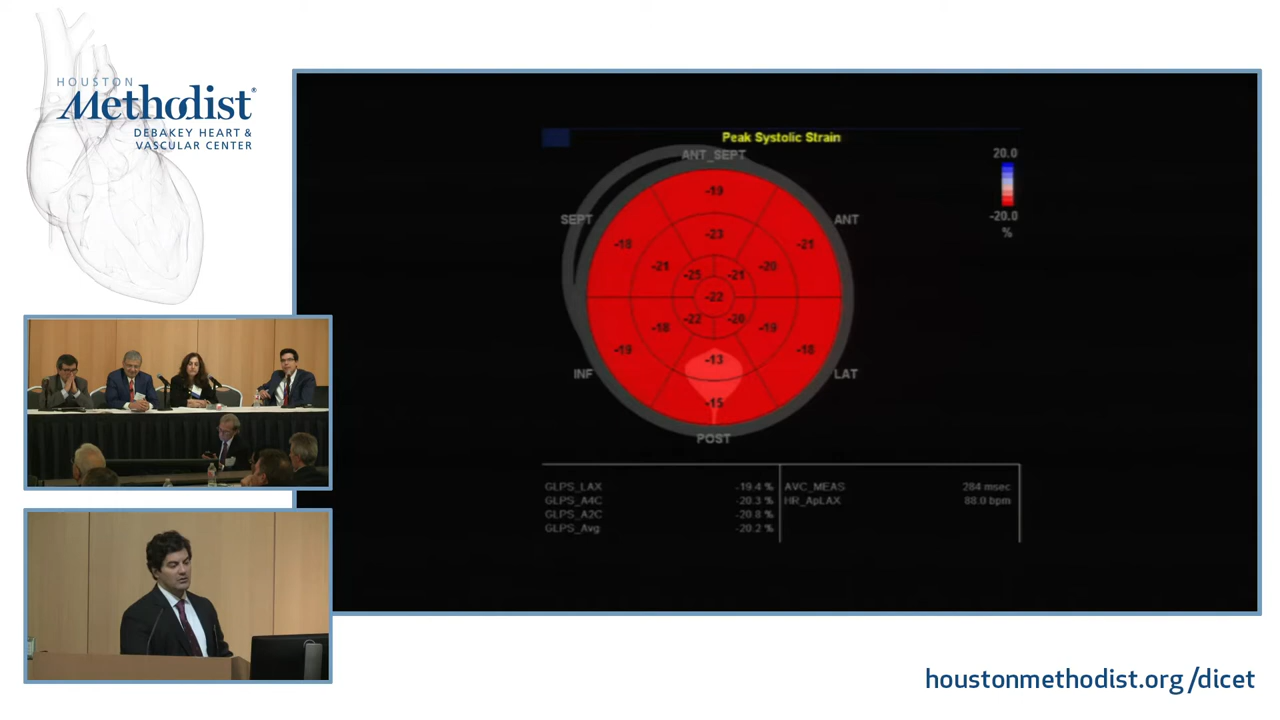 HOUSTON
Methodist®
DEBAKEY HEART &
VASCULAR CENTER
Peak Systolic Strain
ANT_SEPT
20.0
-20.0
%
-19
SEPT
ANT
-18
-23
-21
-21
-25
-21
-20
-22
-18
-22
-20
-19
-19
-13
-18
INF
LAT
-15
POST
GLPS_LAX -19.4 %
GLPS_A4C -20.3 %
GLPS_A2C -20.8 %
GLPS_Avg -20.2 %
AVC_MEAS 284 msec
HR_ApLAX 88.0 bpm
houstonmethodist.org/dicet